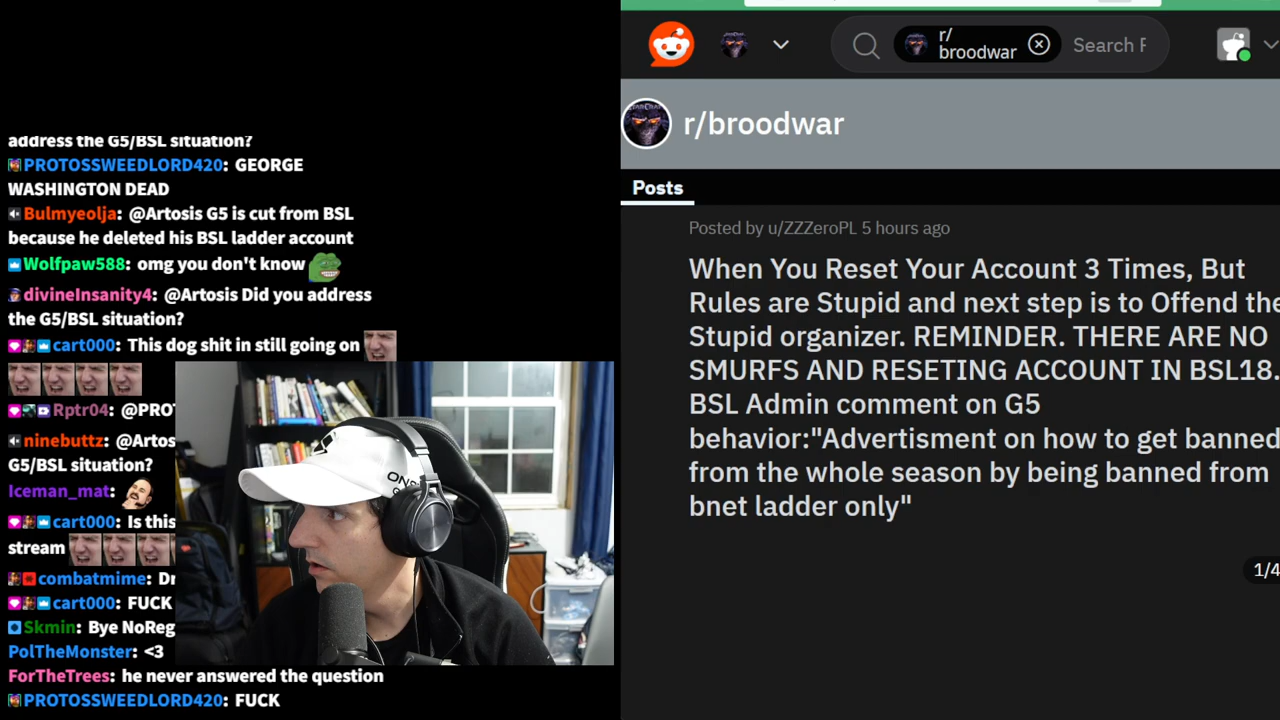 address the G5/BSL situation?
PROTOSSWEEDLORD420: GEORGE
WASHINGTON DEAD
Bulmyeolja: @Artosis G5 is cut from BSL
because he deleted his BSL ladder account
Wolfpaw588: omg you don't know
divineInsanity4: @Artosis Did you address
the G5/BSL situation?
cart000: This dog shit in still going on
Rptr04: @PRO
ninebuttz: @Artos
G5/BSL situation?
Iceman_mat:
cart000: Is this
stream
combatmime:
cart000: FUCK
Skmin: Bye NoReg
PolTheMonster: <3
ForTheTrees: he never answered the question
PROTOSSWEEDLORD420: FUCK
r/
broodwar
Search
r/broodwar
Posts
Posted by u/ZZZeroPL 5 hours ago
When You Reset Your Account 3 Times, But
Rules are Stupid and next step is to Offend the
Stupid organizer. REMINDER. THERE ARE NO
SMURFS AND RESETING ACCOUNT IN BSL18.
BSL Admin comment on G5
behavior:"Advertisment on how to get banned
from the whole season by being banned from
bnet ladder only"
1/4